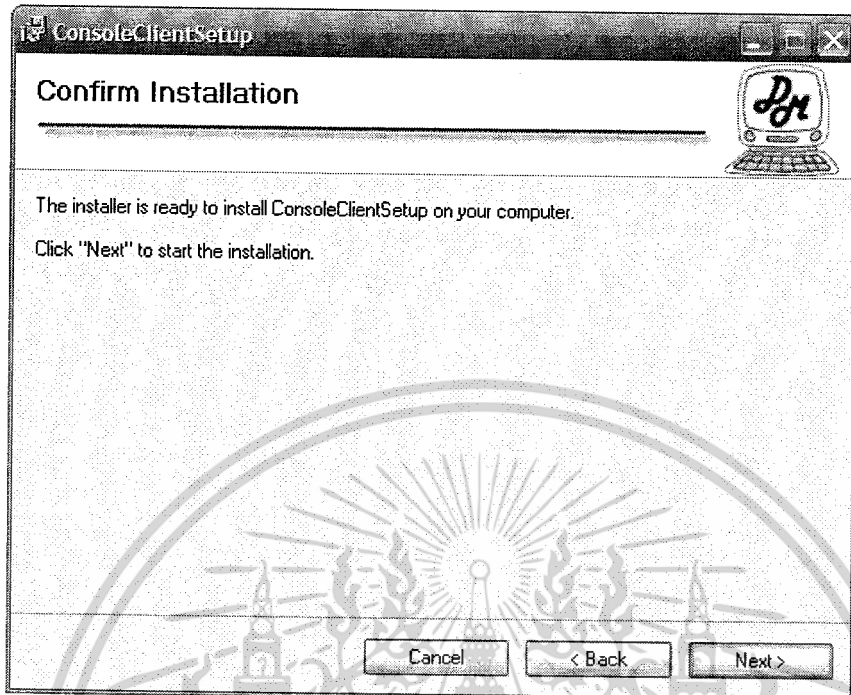 ConsoleClientSetup
Confirm Installation
DM
The installer is ready to install ConsoleClientSetup on your computer.
Click "Next" to start the installation.
Cancel
< Back
Next >